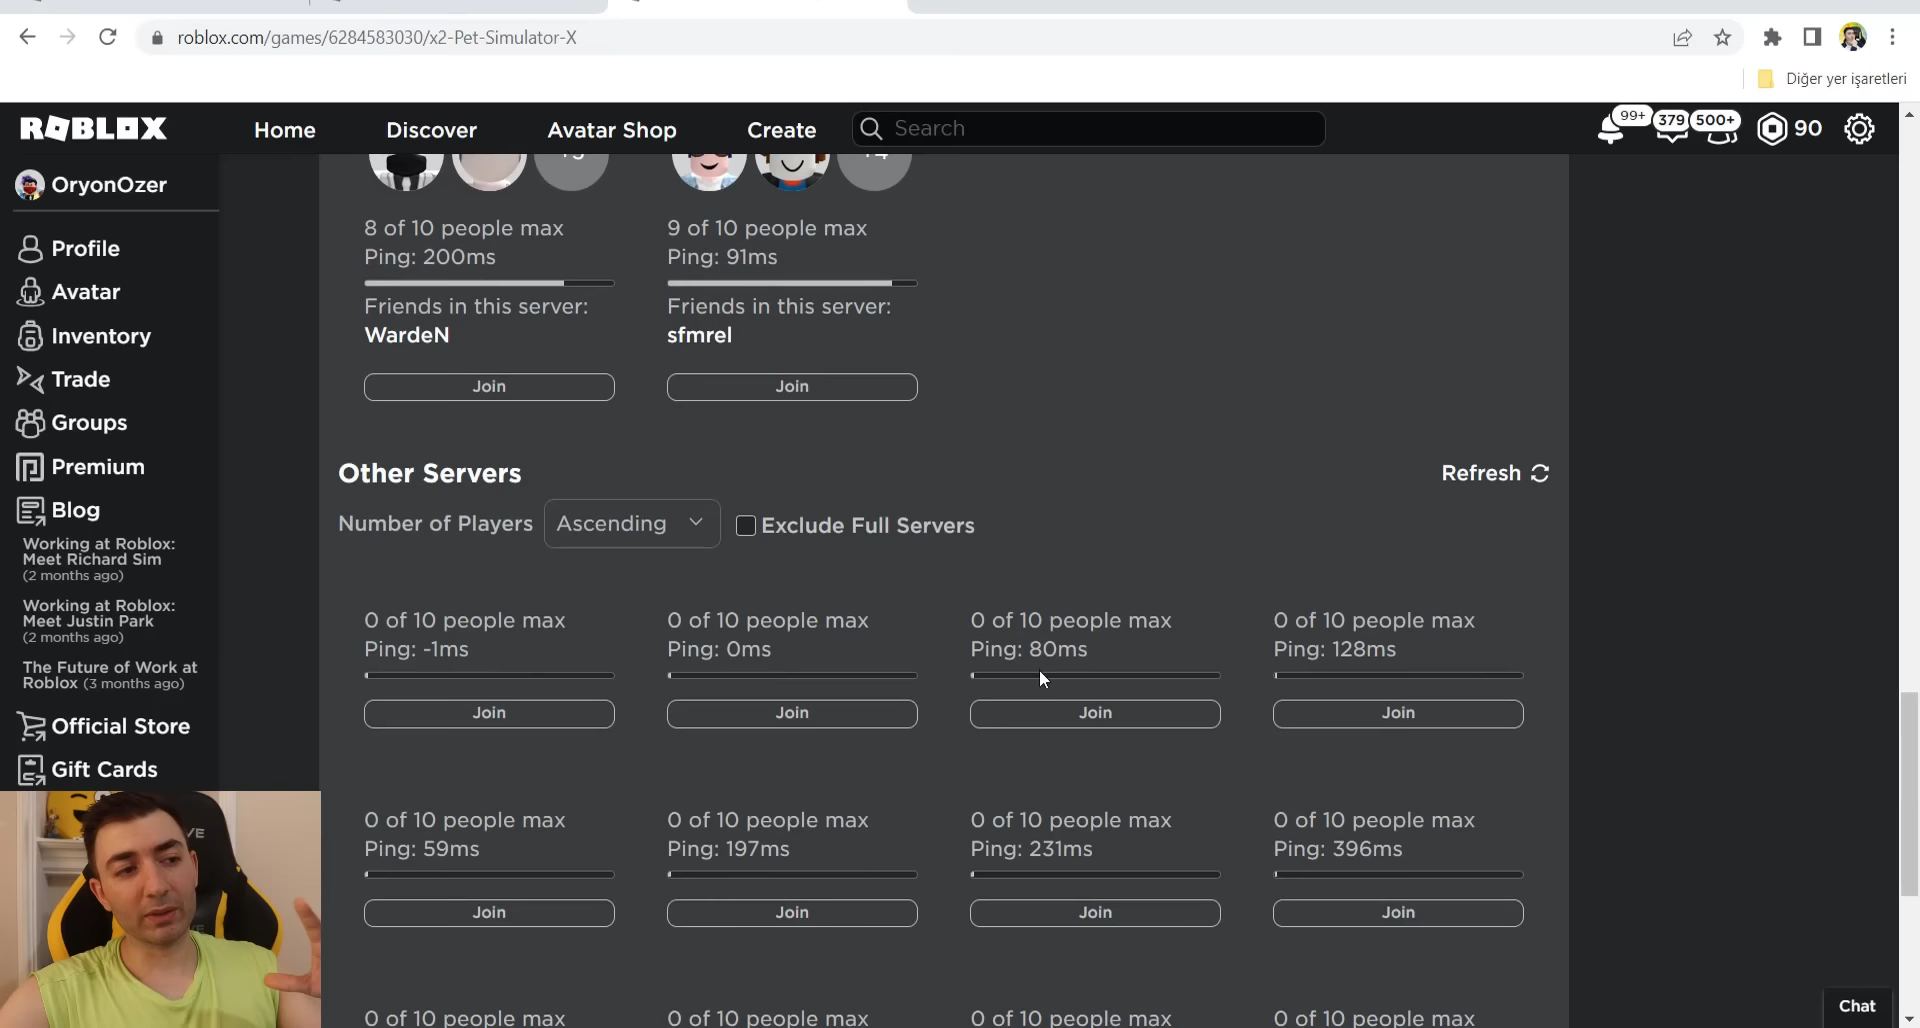 roblox.com/games/6284583030/x2-Pet-Simulator-X
Diğer yer işaretleri
ROBLOX
Home
Discover
Avatar Shop
Create
Search
99+
379
500+
90
OryonOzer
Profile
Avatar
Inventory
Trade
Groups
Premium
Blog
Working at Roblox:
Meet Richard Sim
(2 months ago)
Working at Roblox:
Meet Justin Park
(2 months ago)
The Future of Work at
Roblox (3 months ago)
Official Store
Gift Cards
8 of 10 people max
Ping: 200ms
Friends in this server:
WardeN
Join
9 of 10 people max
Ping: 91ms
Friends in this server:
sfmrel
Join
Other Servers
Refresh
Number of Players
Ascending
Exclude Full Servers
0 of 10 people max
Ping: -1ms
Join
0 of 10 people max
Ping: 0ms
Join
0 of 10 people max
Ping: 80ms
Join
0 of 10 people max
Ping: 128ms
Join
0 of 10 people max
Ping: 59ms
Join
0 of 10 people max
Ping: 197ms
Join
0 of 10 people max
Ping: 231ms
Join
0 of 10 people max
Ping: 396ms
Join
0 of 10 people max
0 of 10 people max
0 of 10 people max
0 of 10 people max
Chat